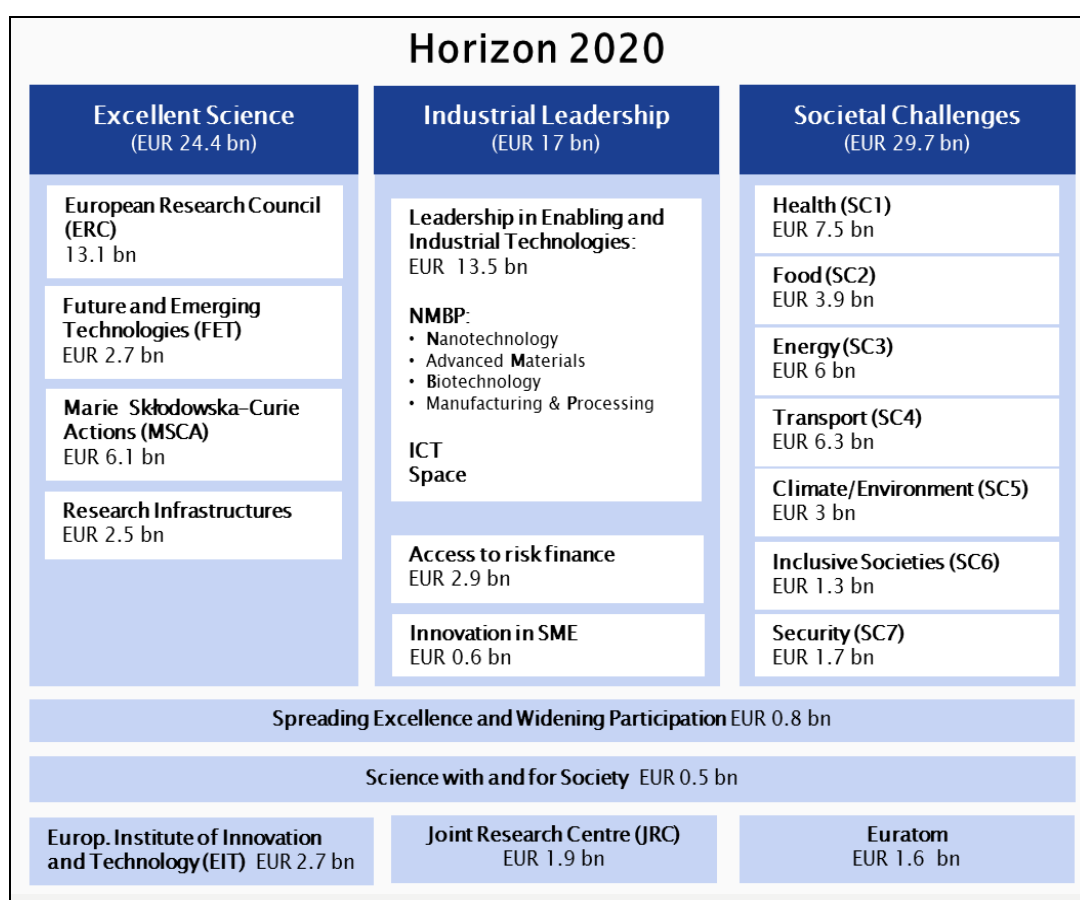 Horizon 2020
Excellent Science
(EUR 24.4 bn)
European Research Council
(ERC)
13.1 bn
Future and Emerging
Technologies (FET)
EUR 2.7 bn
Marie Skłodowska-Curie
Actions (MSCA)
EUR 6.1 bn
Research Infrastructures
EUR 2.5 bn
Industrial Leadership
(EUR 17 bn)
Leadership in Enabling and
Industrial Technologies:
EUR 13.5 bn
NMBP:
• Nanotechnology
• Advanced Materials
• Biotechnology
• Manufacturing & Processing
ICT
Space
Access to risk finance
EUR 2.9 bn
Innovation in SME
EUR 0.6 bn
Societal Challenges
(EUR 29.7 bn)
Health (SC1)
EUR 7.5 bn
Food (SC2)
EUR 3.9 bn
Energy (SC3)
EUR 6 bn
Transport (SC4)
EUR 6.3 bn
Climate/Environment (SC5)
EUR 3 bn
Inclusive Societies (SC6)
EUR 1.3 bn
Security (SC7)
EUR 1.7 bn
Spreading Excellence and Widening Participation EUR 0.8 bn
Science with and for Society EUR 0.5 bn
Europ. Institute of Innovation
and Technology (EIT) EUR 2.7 bn
Joint Research Centre (JRC)
EUR 1.9 bn
Euratom
EUR 1.6 bn